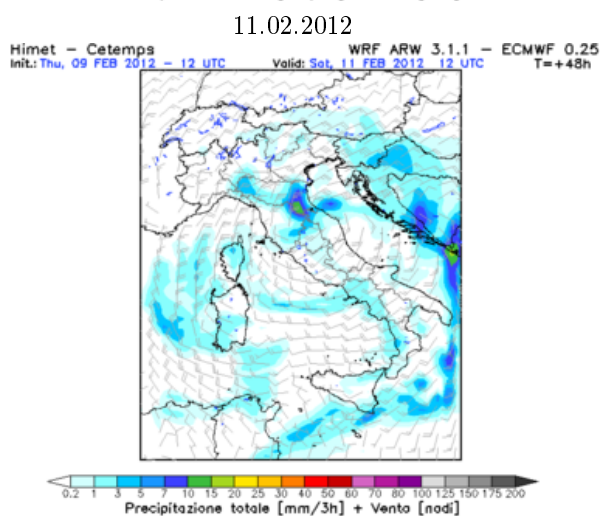 11.02.2012
Himet – Cetemps WRF ARW 3.1.1 – ECMWF 0.25
Init.: Thu, 09 FEB 2012 – 12 UTC Valid: Sat, 11 FEB 2012 12 UTC T=+48h
0.2 1 3 5 7 10 15 20 25 30 40 50 60 70 80 100 125 150 175 200
Precipitazione totale [mm/3h] + Vento [nodi]